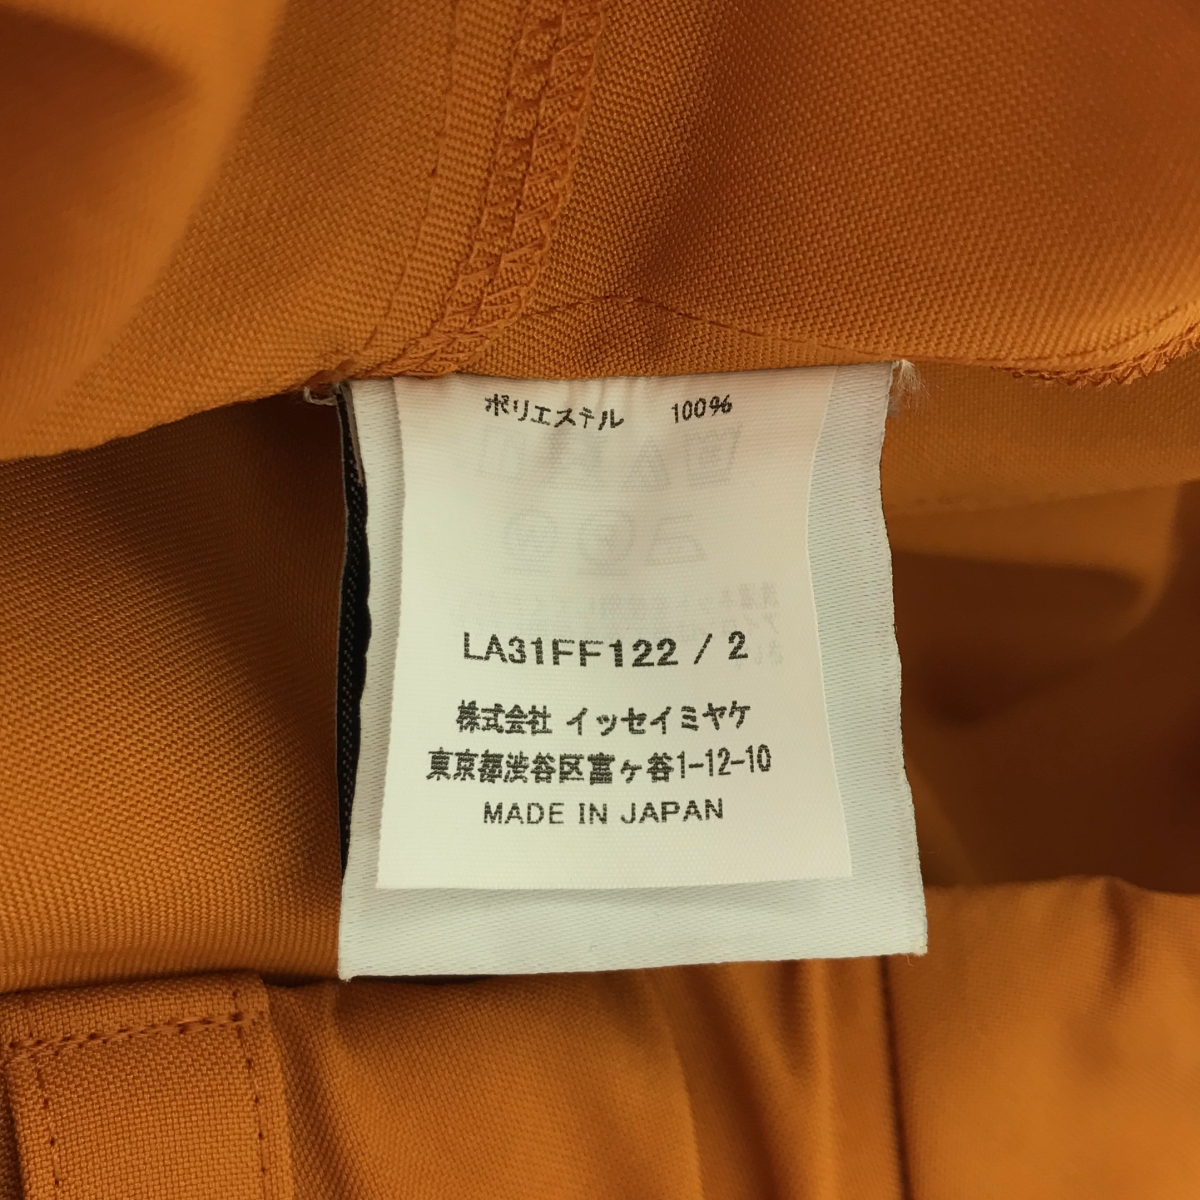 ポリエステル 100%
LA31FF122 / 2
株式会社 イッセイミヤケ
東京都渋谷区富ヶ谷1-12-10
MADE IN JAPAN